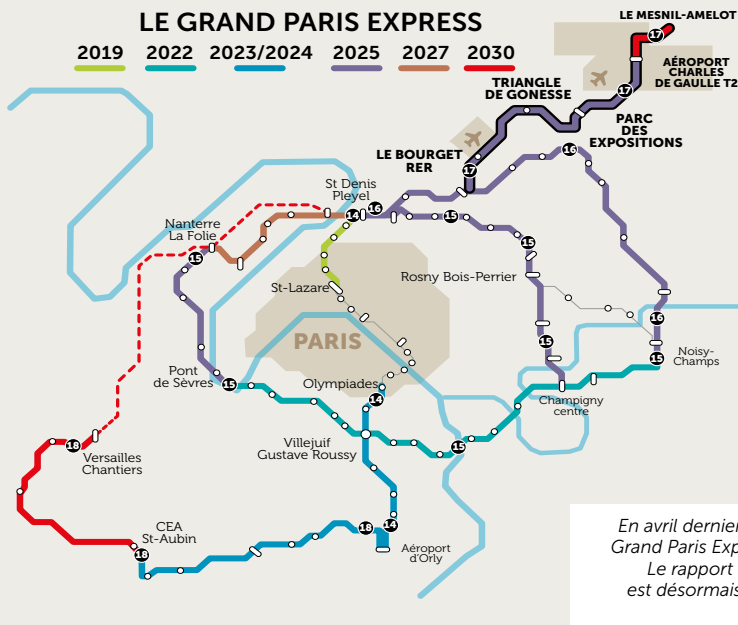 LE GRAND PARIS EXPRESS
2019 2022 2023/2024 2025 2027 2030
LE MESNIL-AMELOT
17
AÉROPORT
CHARLES
DE GAULLE T2
17
TRIANGLE
DE GONESSE
PARC
DES
EXPOSITIONS
LE BOURGET
RER
17
16
St Denis
Pleyel
14
16
15
Nanterre
La Folie
15
15
St-Lazare
Rosny Bois-Perrier
PARIS
16
15
15
Noisy-
Champs
Pont
de Sèvres
15
Olympiades
14
Champigny
centre
Villejuif
Gustave Roussy
15
18
Versailles
Chantiers
CEA
St-Aubin
18
18
14
Aéroport
d'Orly
En avril dernier
Grand Paris Exp
Le rapport
est désormais